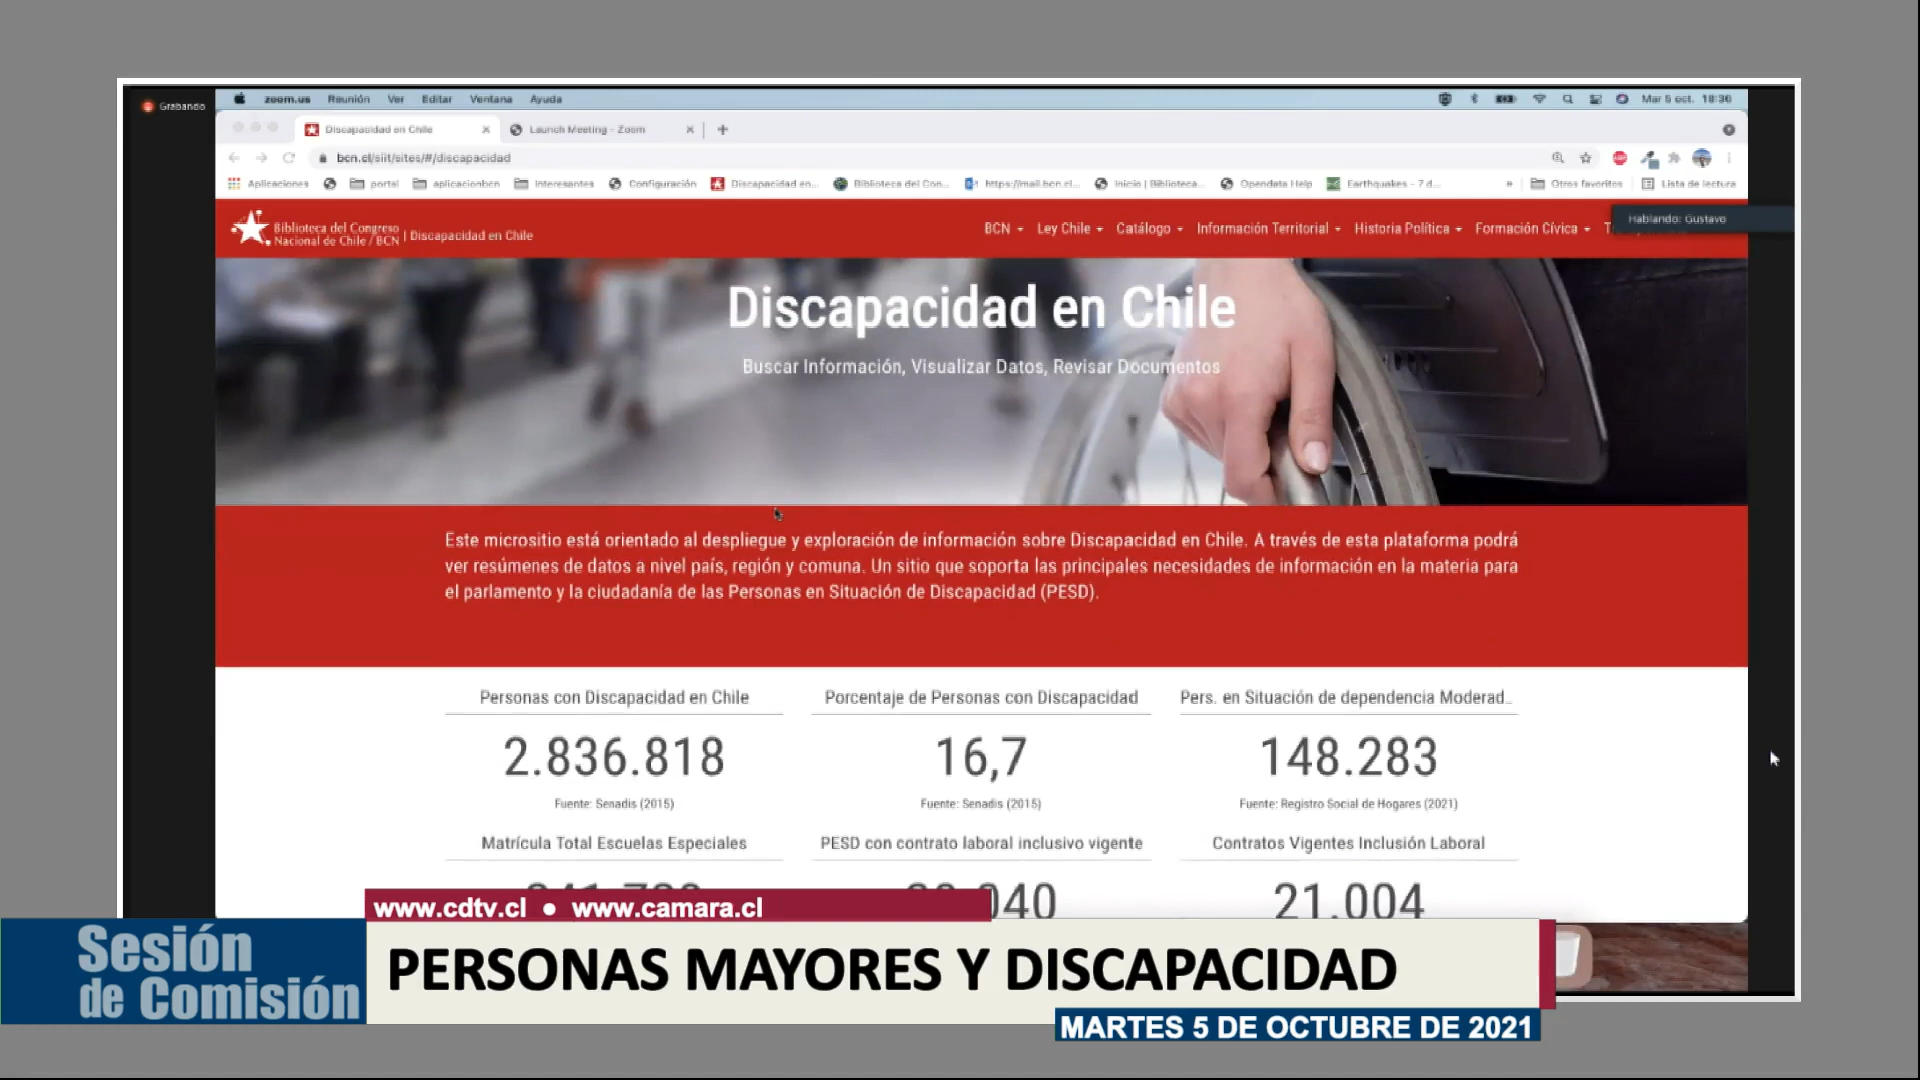 Grabando
zoom.us Reunión Ver Editar Ventana Ayuda
Mar 5 oct. 18:36
Discapacidad en Chile
Launch Meeting - Zoom
bcn.cl/siit/sites/#/discapacidad
Aplicaciones portal aplicacionbcn Interesantes Configuración Discapacidad en... Biblioteca del Con... https://mail.bcn.cl... Inicio | Biblioteca... Opendata Help Earthquakes - 7 d... » Otros favoritos Lista de lectura
Hablando: Gustavo
Biblioteca del Congreso
Nacional de Chile / BCN | Discapacidad en Chile
BCN Ley Chile Catálogo Información Territorial Historia Política Formación Cívica
Discapacidad en Chile
Buscar Información, Visualizar Datos, Revisar Documentos
Este micrositio está orientado al despliegue y exploración de información sobre Discapacidad en Chile. A través de esta plataforma podrá
ver resúmenes de datos a nivel país, región y comuna. Un sitio que soporta las principales necesidades de información en la materia para
el parlamento y la ciudadanía de las Personas en Situación de Discapacidad (PESD).
Personas con Discapacidad en Chile
2.836.818
Fuente: Senadis (2015)
Porcentaje de Personas con Discapacidad
16,7
Fuente: Senadis (2015)
Pers. en Situación de dependencia Moderad...
148.283
Fuente: Registro Social de Hogares (2021)
Matrícula Total Escuelas Especiales
PESD con contrato laboral inclusivo vigente
Contratos Vigentes Inclusión Laboral
21.004
www.cdtv.cl ● www.camara.cl
Sesión
de Comisión
PERSONAS MAYORES Y DISCAPACIDAD
MARTES 5 DE OCTUBRE DE 2021